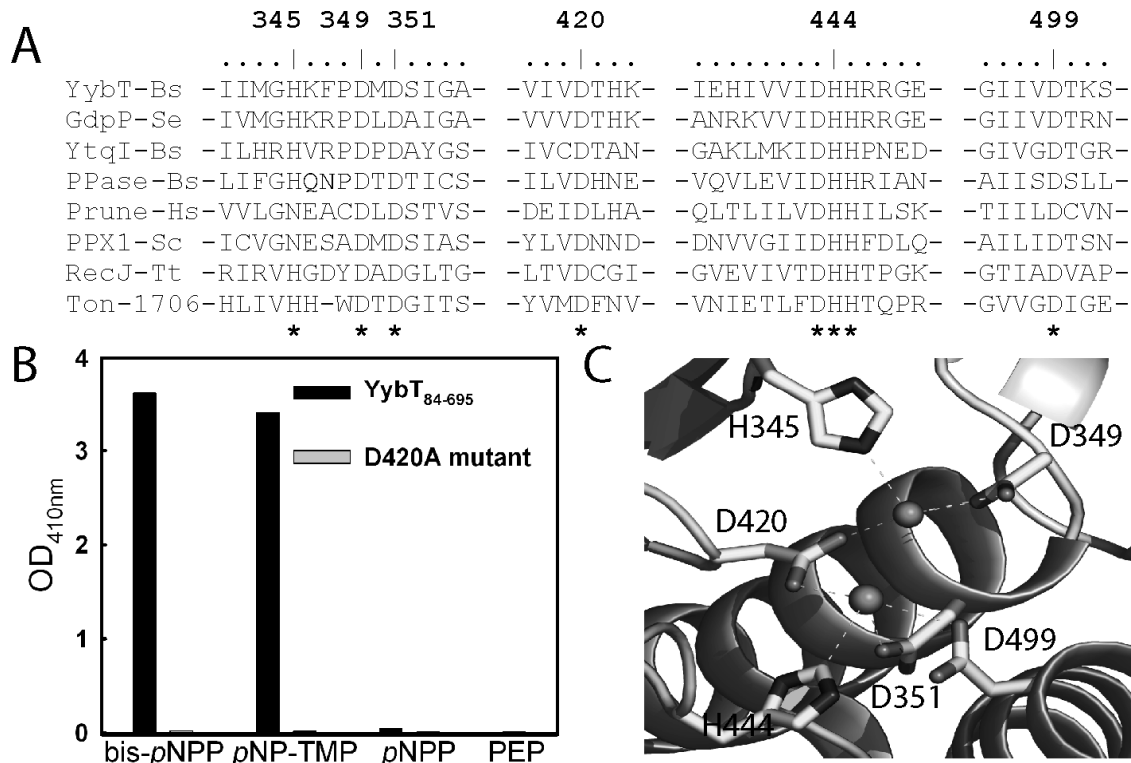 345 349 351 420 444 499
A
YybT-Bs -IIMGHKFPDMDSIGA- -VIVDTHK- -IEHIVVIDHHRRGE- -GIIVDTKS-
GdpP-Se -IVMGHKRPDLDAIGA- -VVVDTHK- -ANRKVVIDHHRRGE- -GIIVDTRN-
YtqI-Bs -ILHRHVRPDPDAYGS- -IVCDTAN- -GAKLMKIDHHPNED- -GIVGDTGR-
PPase-Bs-LIFGHQNPDTDTICS- -ILVDHNE- -VQVLEVIDHHRIAN- -AIISDSLL-
Prune-Hs-VVLGNEACDLDSTVS- -DEIDLHA- -QLTLILVDHHILSK- -TIILDCVN-
PPX1-Sc -ICVGNESADMDSIAS- -YLVDNND- -DNVVGIIDHHFDLQ- -AILIDTSN-
RecJ-Tt -RIRVHGDYDADGLTG- -LTVDCGI- -GVEVIVTDHHTPGK- -GTIADVAP-
Ton-1706-HLIVHH-WDTDGITS- -YVMDFNV- -VNIETLFDHHTQPR- -GVVGDIGE-
* * * * *** *
B
4
3
2
1
0
OD410nm
YybT84-695
D420A mutant
bis-pNPP pNP-TMP pNPP PEP
C
H345
D349
D420
D499
D351
H444